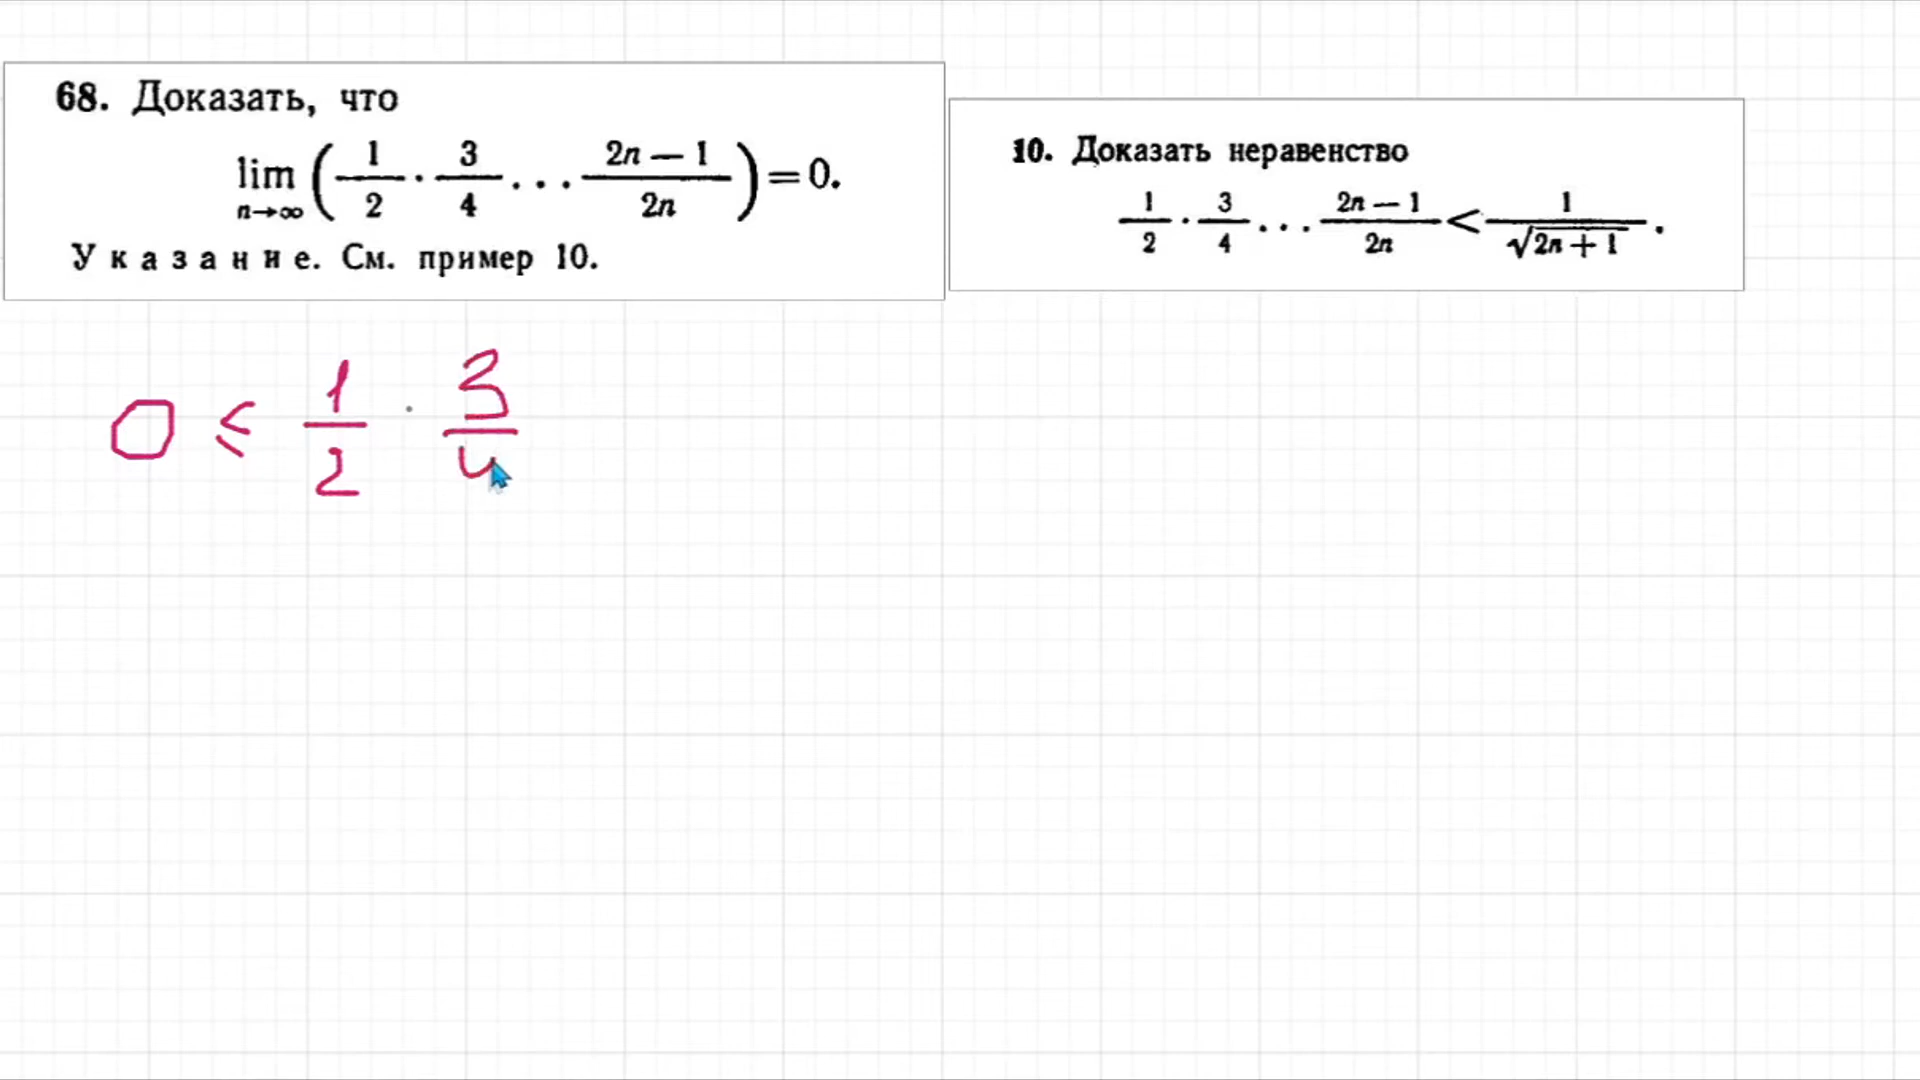 68. Доказать, что
lim n→∞ (1/2 · 3/4 ... 2n — 1/2n) = 0.
Указание. См. пример 10.
10. Доказать неравенство
1/2 · 3/4 ... 2n — 1/2n < 1/√2n + 1.
0 ≤ 1/2 · 3/4